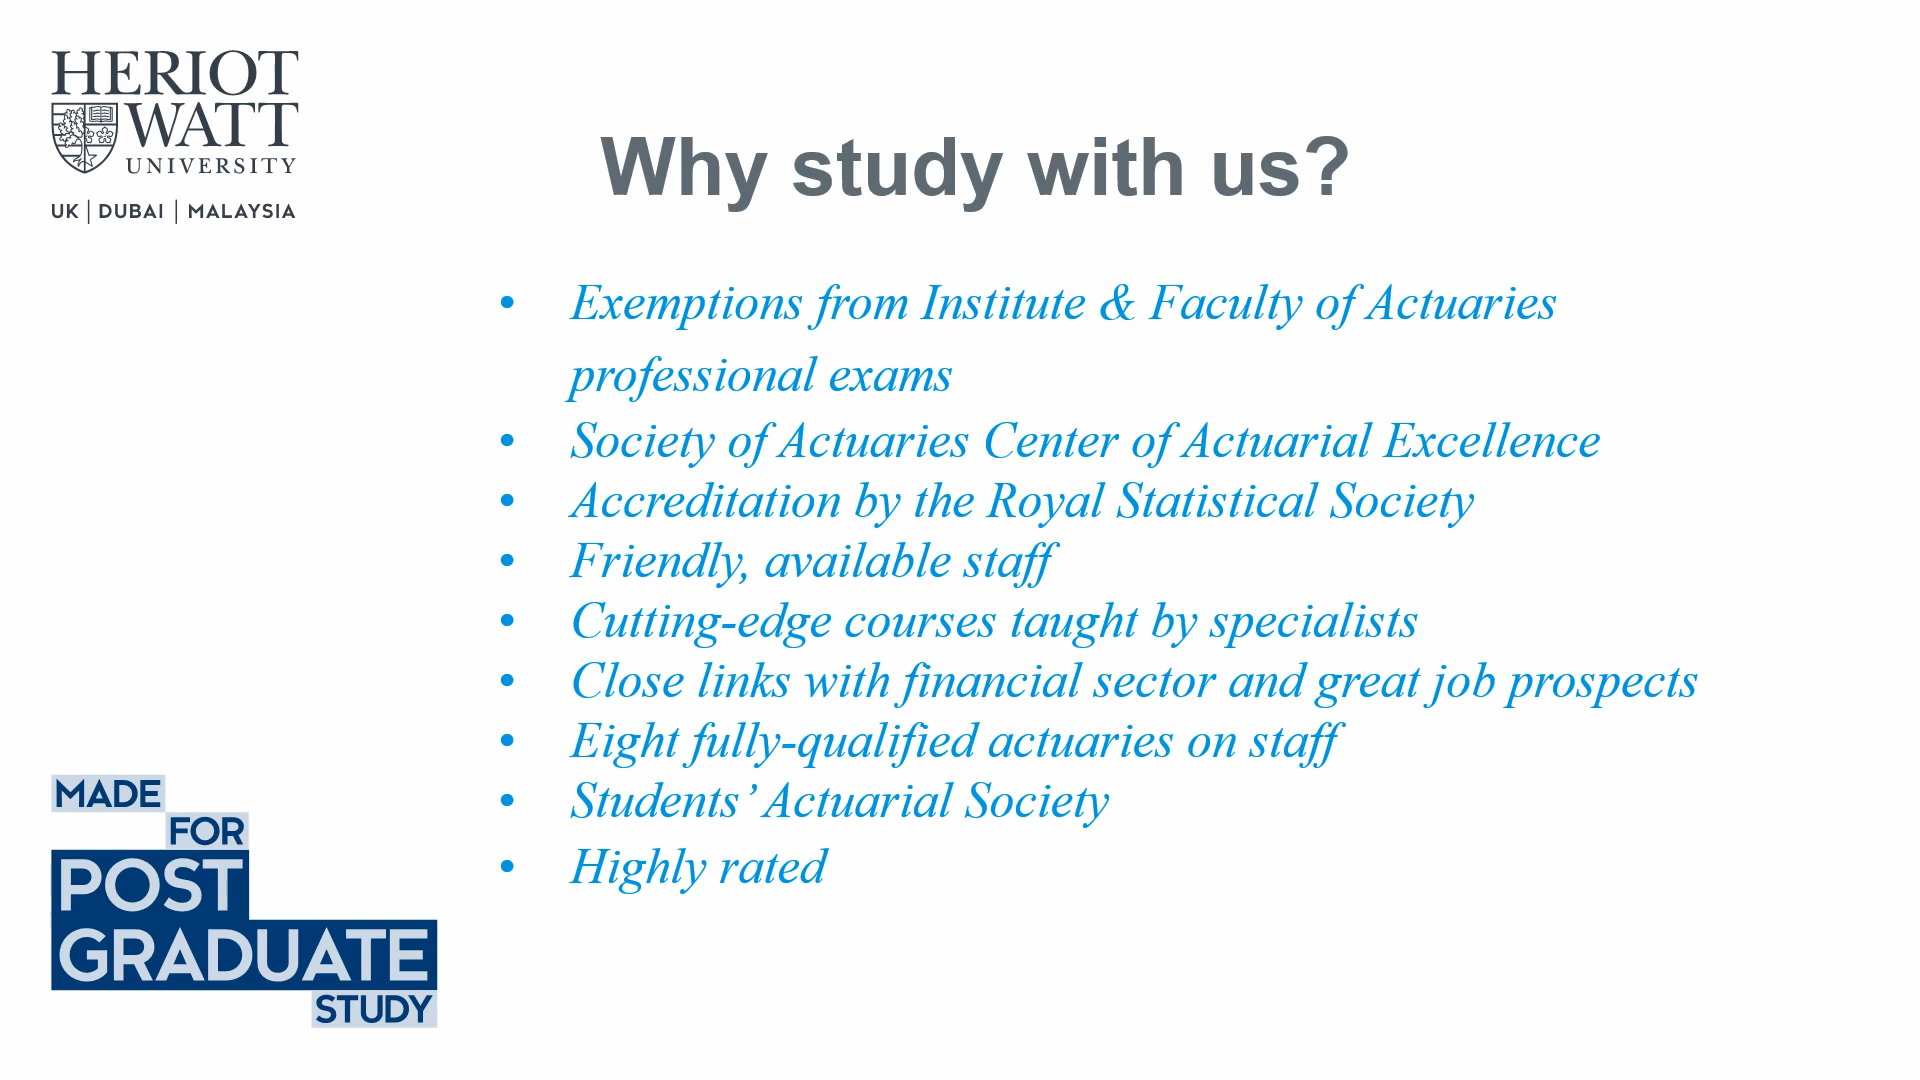 HERIOT
WATT
UNIVERSITY
UK | DUBAI | MALAYSIA
Why study with us?
• Exemptions from Institute & Faculty of Actuaries
professional exams
• Society of Actuaries Center of Actuarial Excellence
• Accreditation by the Royal Statistical Society
• Friendly, available staff
• Cutting-edge courses taught by specialists
• Close links with financial sector and great job prospects
• Eight fully-qualified actuaries on staff
• Students’ Actuarial Society
• Highly rated
MADE
FOR
POST
GRADUATE
STUDY